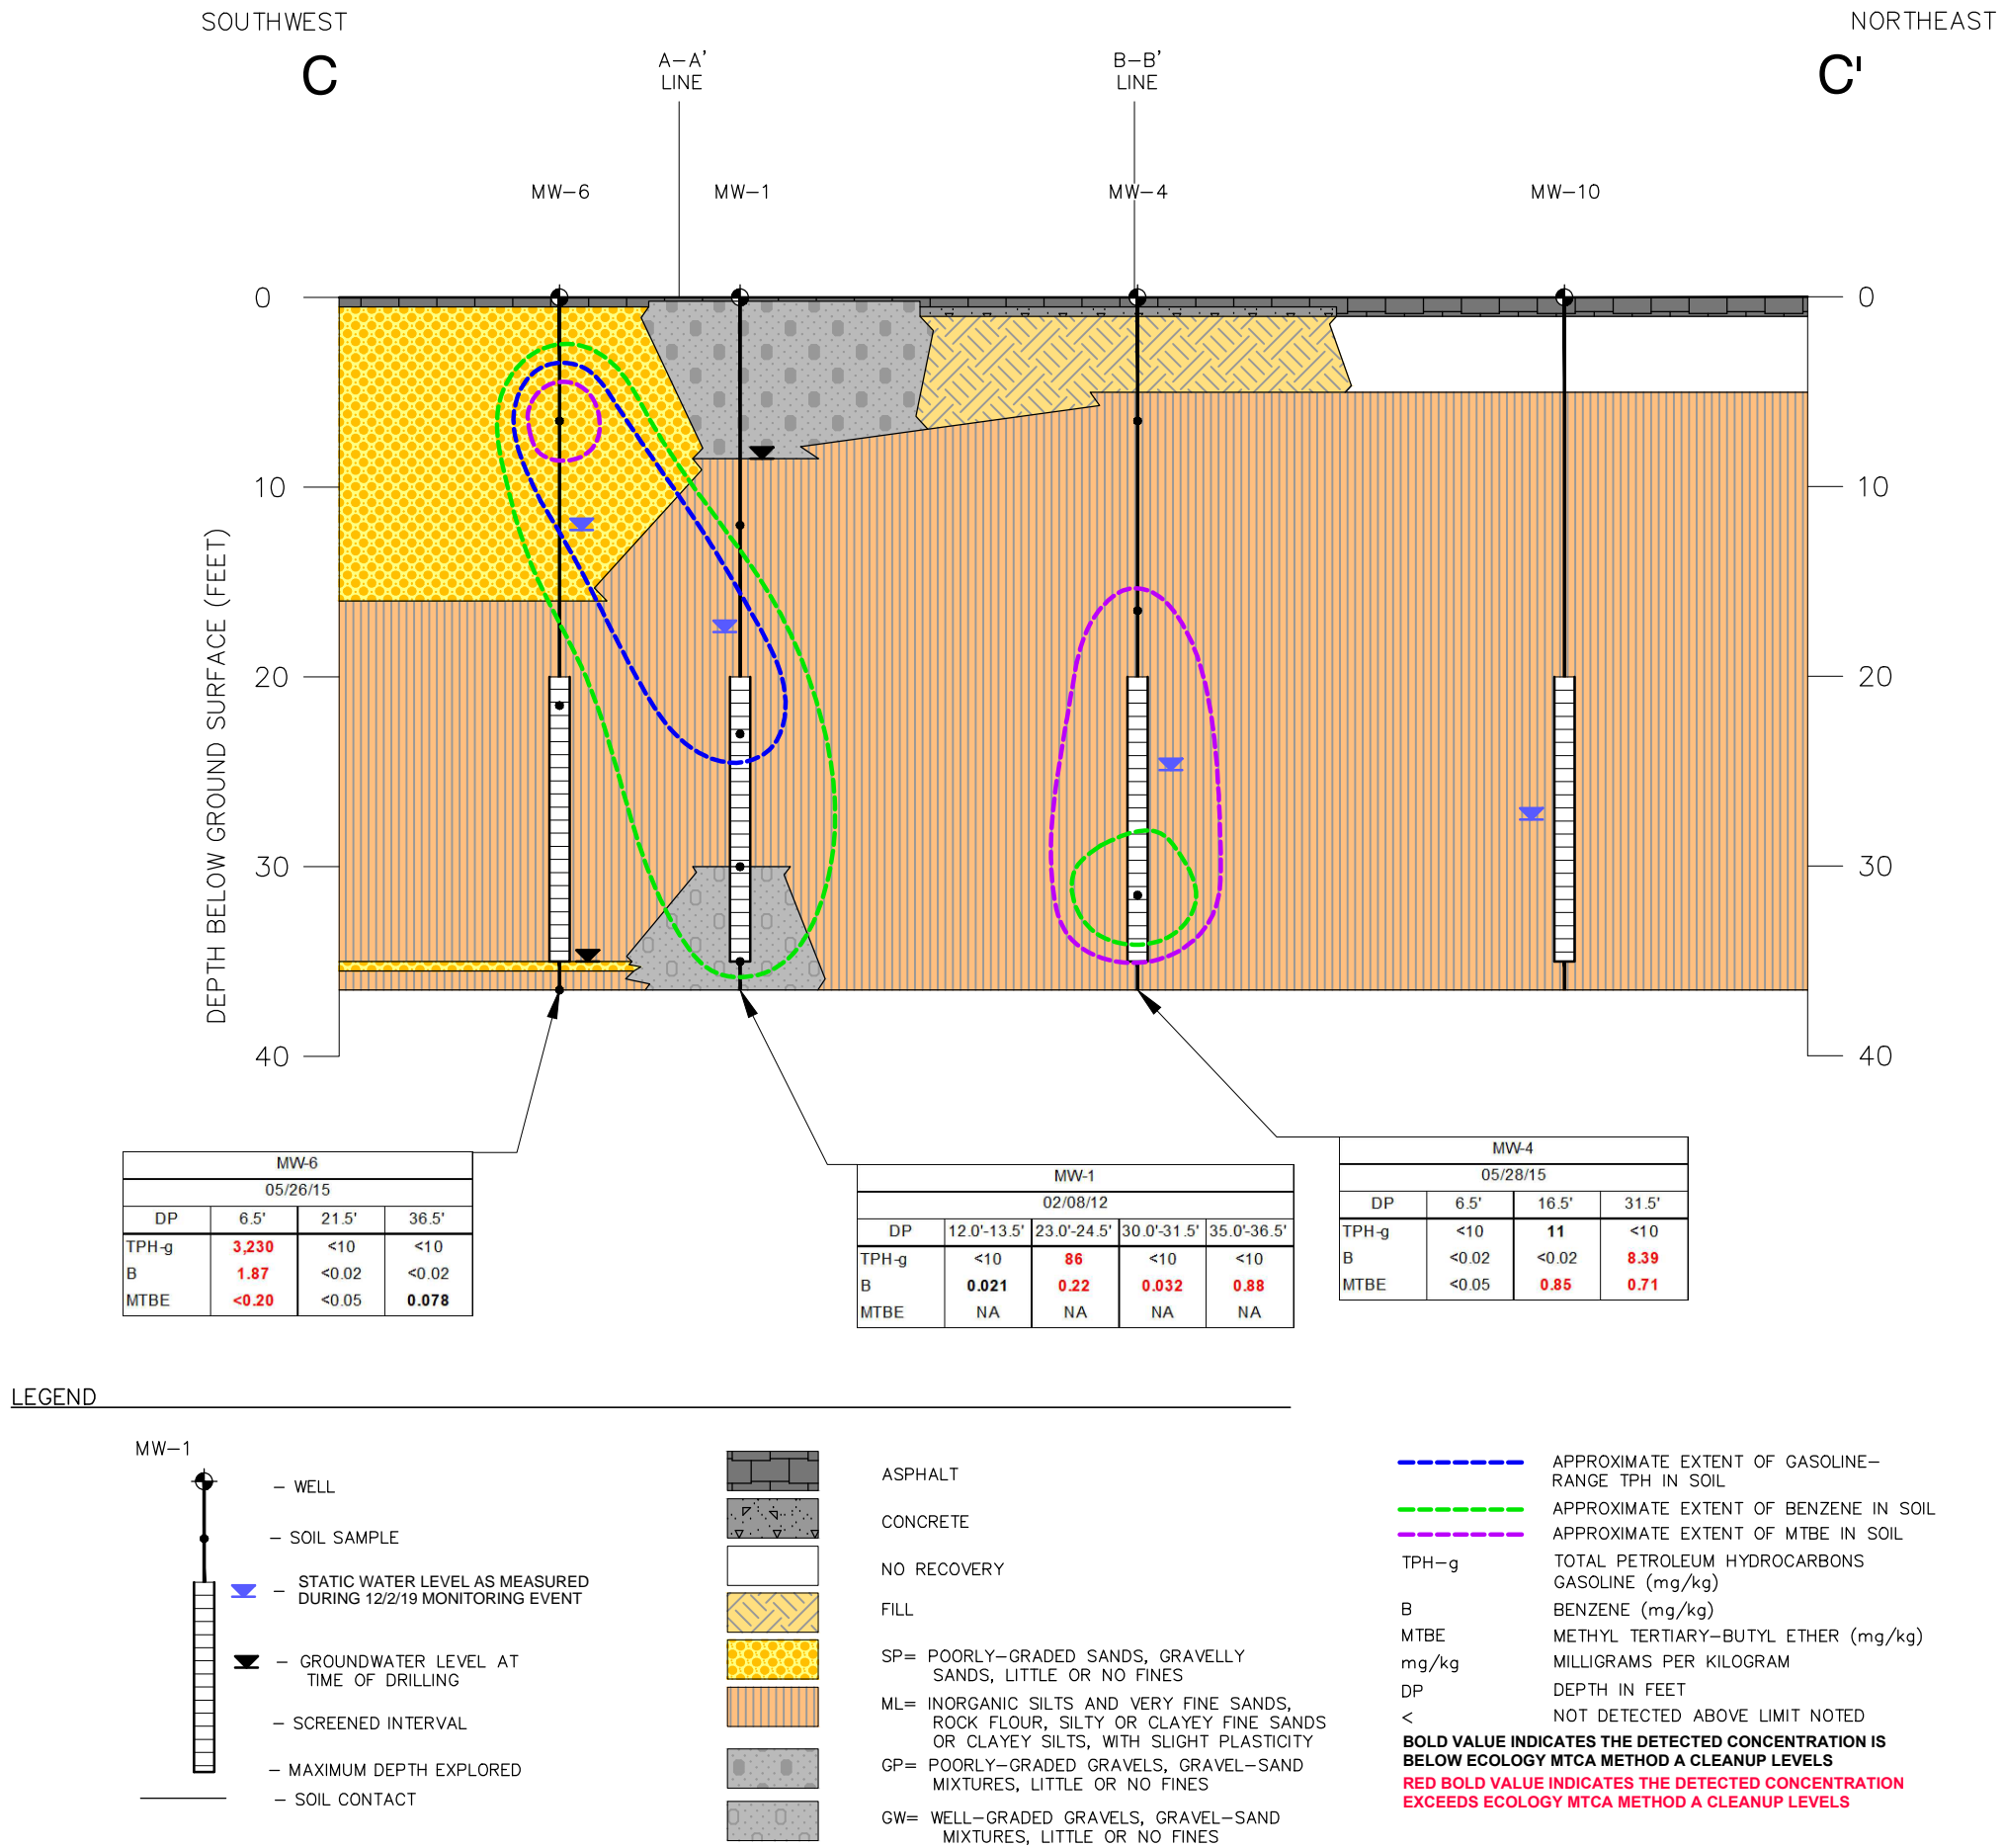 SOUTHWEST
NORTHEAST
C
C'
A-A'
LINE
B-B'
LINE
MW-6
MW-1
MW-4
MW-10
0
0
10
10
20
20
30
30
40
40
DEPTH BELOW GROUND SURFACE (FEET)
MW-6
05/26/15
DP 6.5' 21.5' 36.5'
TPH-g 3,230 <10 <10
B 1.87 <0.02 <0.02
MTBE <0.20 <0.05 0.078
MW-1
02/08/12
DP 12.0'-13.5' 23.0'-24.5' 30.0'-31.5' 35.0'-36.5'
TPH-g <10 86 <10 <10
B 0.021 0.22 0.032 0.88
MTBE NA NA NA NA
MW-4
05/28/15
DP 6.5' 16.5' 31.5'
TPH-g <10 11 <10
B <0.02 <0.02 8.39
MTBE <0.05 0.85 0.71
LEGEND
MW-1
- WELL
- SOIL SAMPLE
- STATIC WATER LEVEL AS MEASURED
DURING 12/2/19 MONITORING EVENT
- GROUNDWATER LEVEL AT
TIME OF DRILLING
- SCREENED INTERVAL
- MAXIMUM DEPTH EXPLORED
- SOIL CONTACT
ASPHALT
CONCRETE
NO RECOVERY
FILL
SP= POORLY-GRADED SANDS, GRAVELLY
SANDS, LITTLE OR NO FINES
ML= INORGANIC SILTS AND VERY FINE SANDS,
ROCK FLOUR, SILTY OR CLAYEY FINE SANDS
OR CLAYEY SILTS, WITH SLIGHT PLASTICITY
GP= POORLY-GRADED GRAVELS, GRAVEL-SAND
MIXTURES, LITTLE OR NO FINES
GW= WELL-GRADED GRAVELS, GRAVEL-SAND
MIXTURES, LITTLE OR NO FINES
APPROXIMATE EXTENT OF GASOLINE-
RANGE TPH IN SOIL
APPROXIMATE EXTENT OF BENZENE IN SOIL
APPROXIMATE EXTENT OF MTBE IN SOIL
TPH-g TOTAL PETROLEUM HYDROCARBONS
GASOLINE (mg/kg)
B BENZENE (mg/kg)
MTBE METHYL TERTIARY-BUTYL ETHER (mg/kg)
mg/kg MILLIGRAMS PER KILOGRAM
DP DEPTH IN FEET
< NOT DETECTED ABOVE LIMIT NOTED
BOLD VALUE INDICATES THE DETECTED CONCENTRATION IS
BELOW ECOLOGY MTCA METHOD A CLEANUP LEVELS
RED BOLD VALUE INDICATES THE DETECTED CONCENTRATION
EXCEEDS ECOLOGY MTCA METHOD A CLEANUP LEVELS